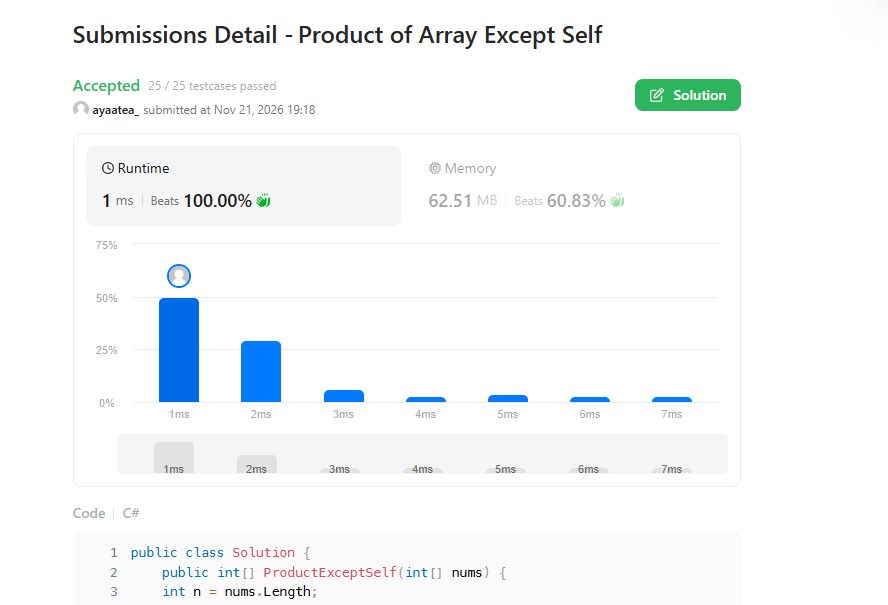 Submissions Detail - Product of Array Except Self
Accepted 25 / 25 testcases passed
ayaatea_ submitted at Nov 21, 2026 19:18
Solution
Runtime
1 ms | Beats 100.00%
Memory
62.51 MB | Beats 60.83%
75%
50%
25%
0%
1ms 2ms 3ms 4ms 5ms 6ms 7ms
1ms 2ms 3ms 4ms 5ms 6ms 7ms
Code | C#
1 public class Solution {
2 public int[] ProductExceptSelf(int[] nums) {
3 int n = nums.Length;